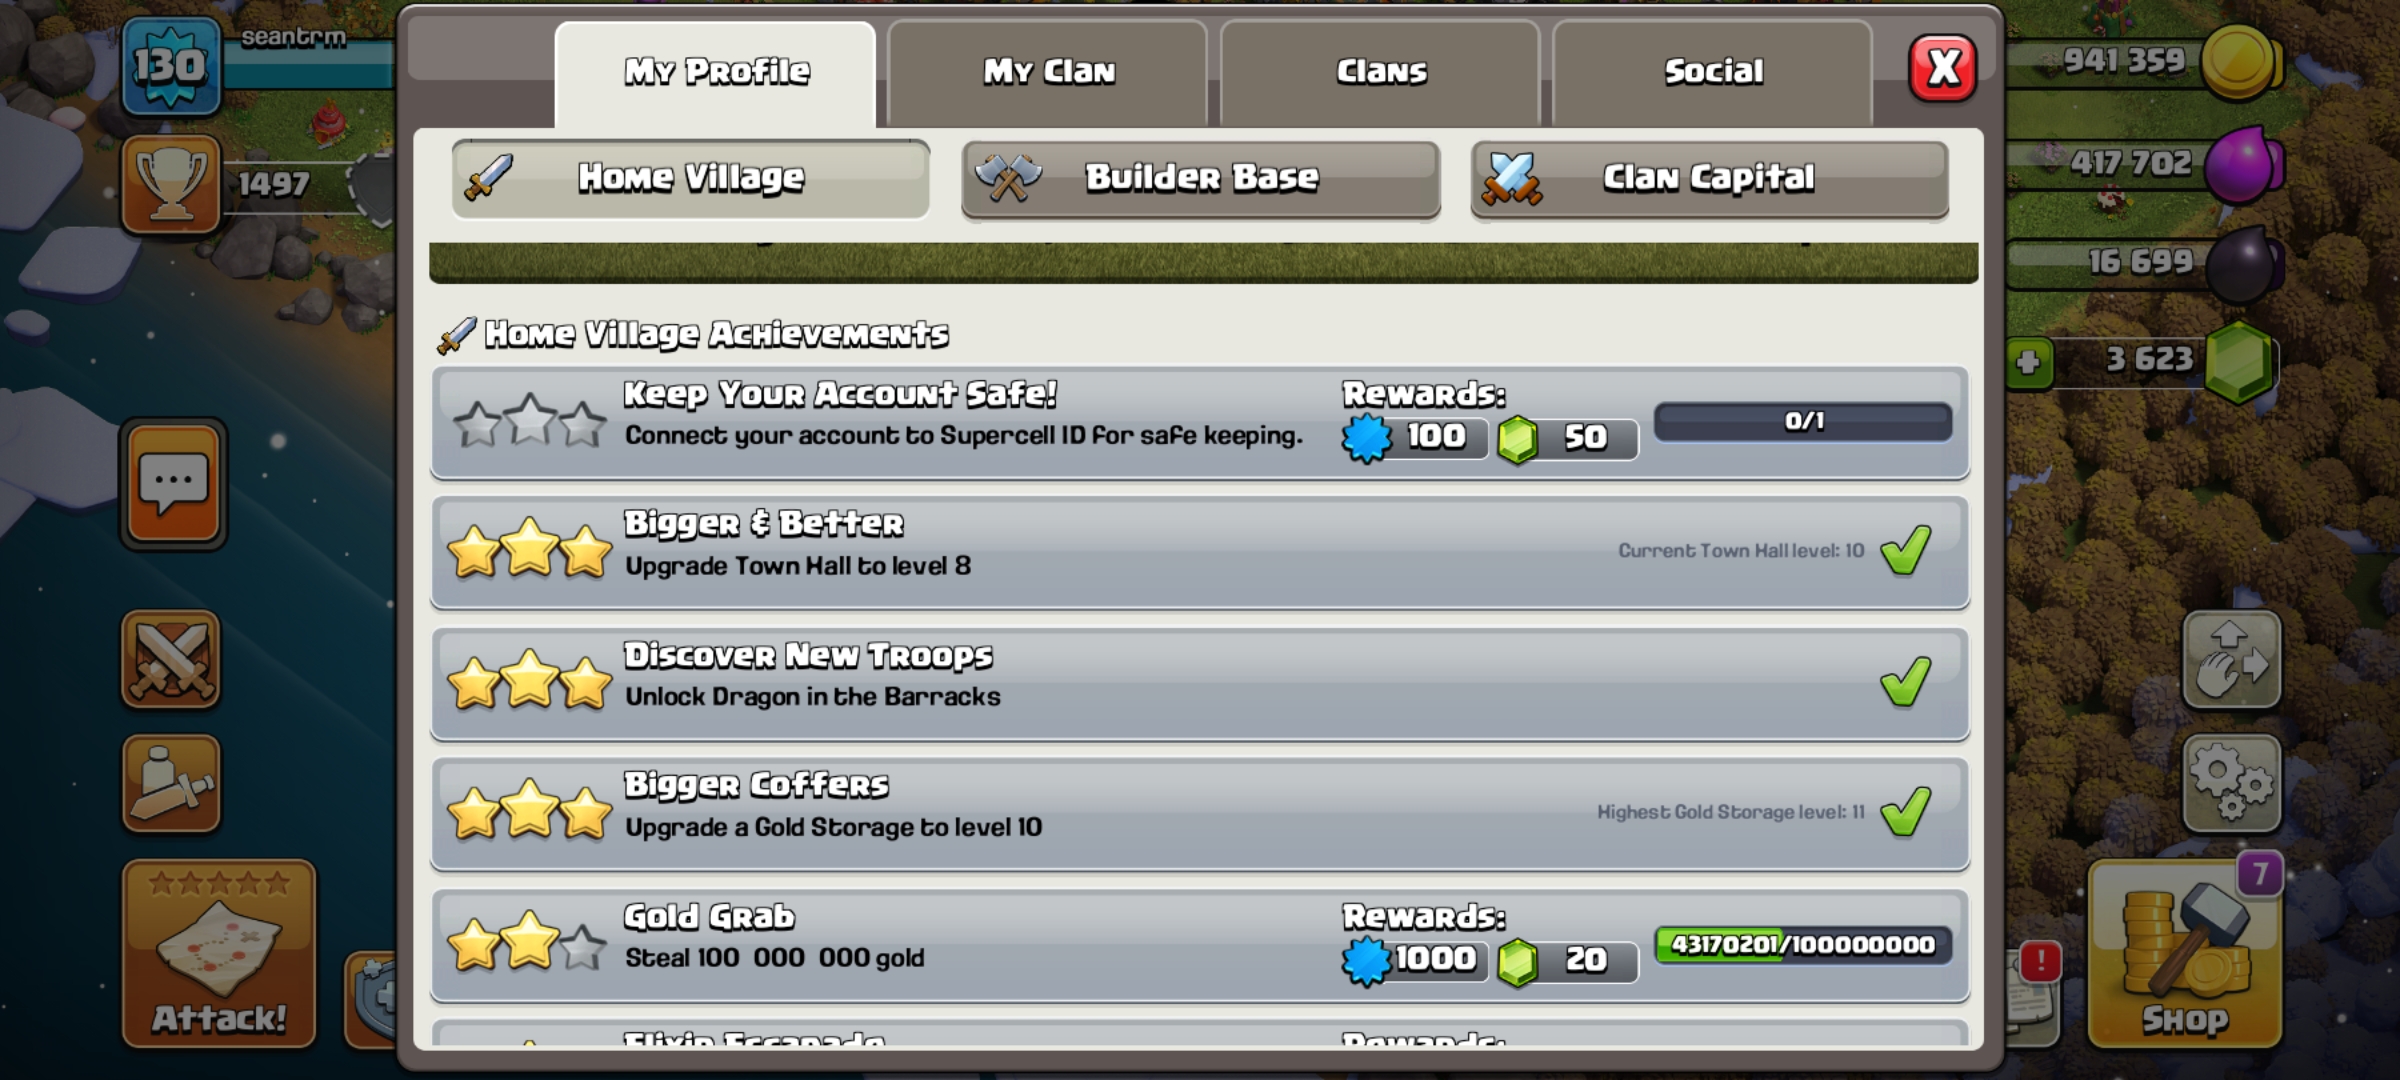 130
seantrm
1497
My Profile
My Clan
Clans
Social
X
941 359
417 702
16 699
3 623
Home Village
Builder Base
Clan Capital
Home Village Achievements
Keep Your Account Safe!
Connect your account to Supercell ID for safe keeping.
Rewards:
100
50
0/1
Bigger & Better
Upgrade Town Hall to level 8
Current Town Hall level: 10
Discover New Troops
Unlock Dragon in the Barracks
Bigger Coffers
Upgrade a Gold Storage to level 10
Highest Gold Storage level: 11
Gold Grab
Steal 100 000 000 gold
Rewards:
1000
20
43170201/100000000
Elixir Escapade
Rewards:
Attack!
!
7
Shop